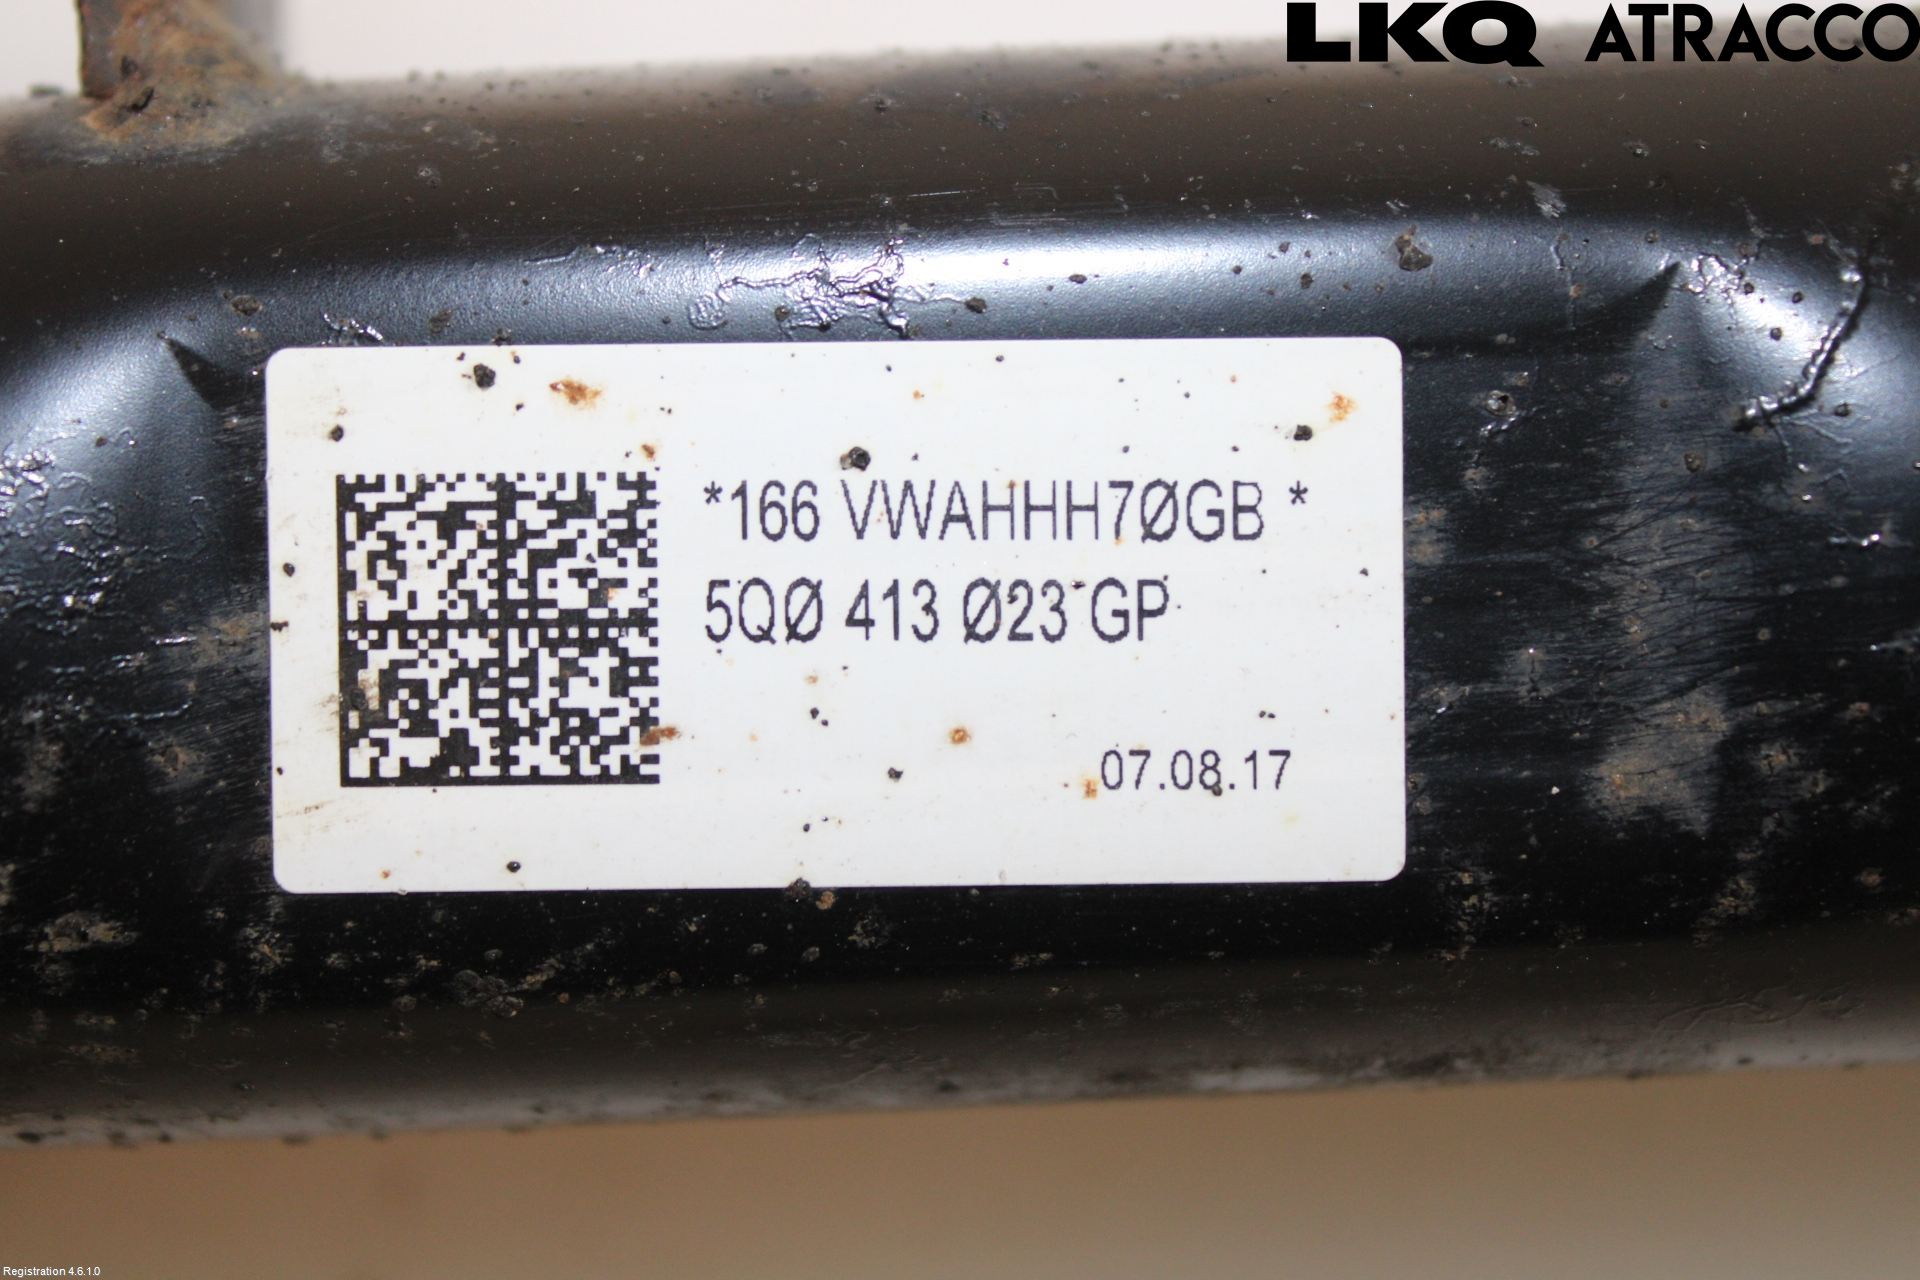 LKQ ATRACCO
*166 VWAHHH7ØGB *
5QØ 413 Ø23 GP
07.08.17
Registration 4.6.1.0